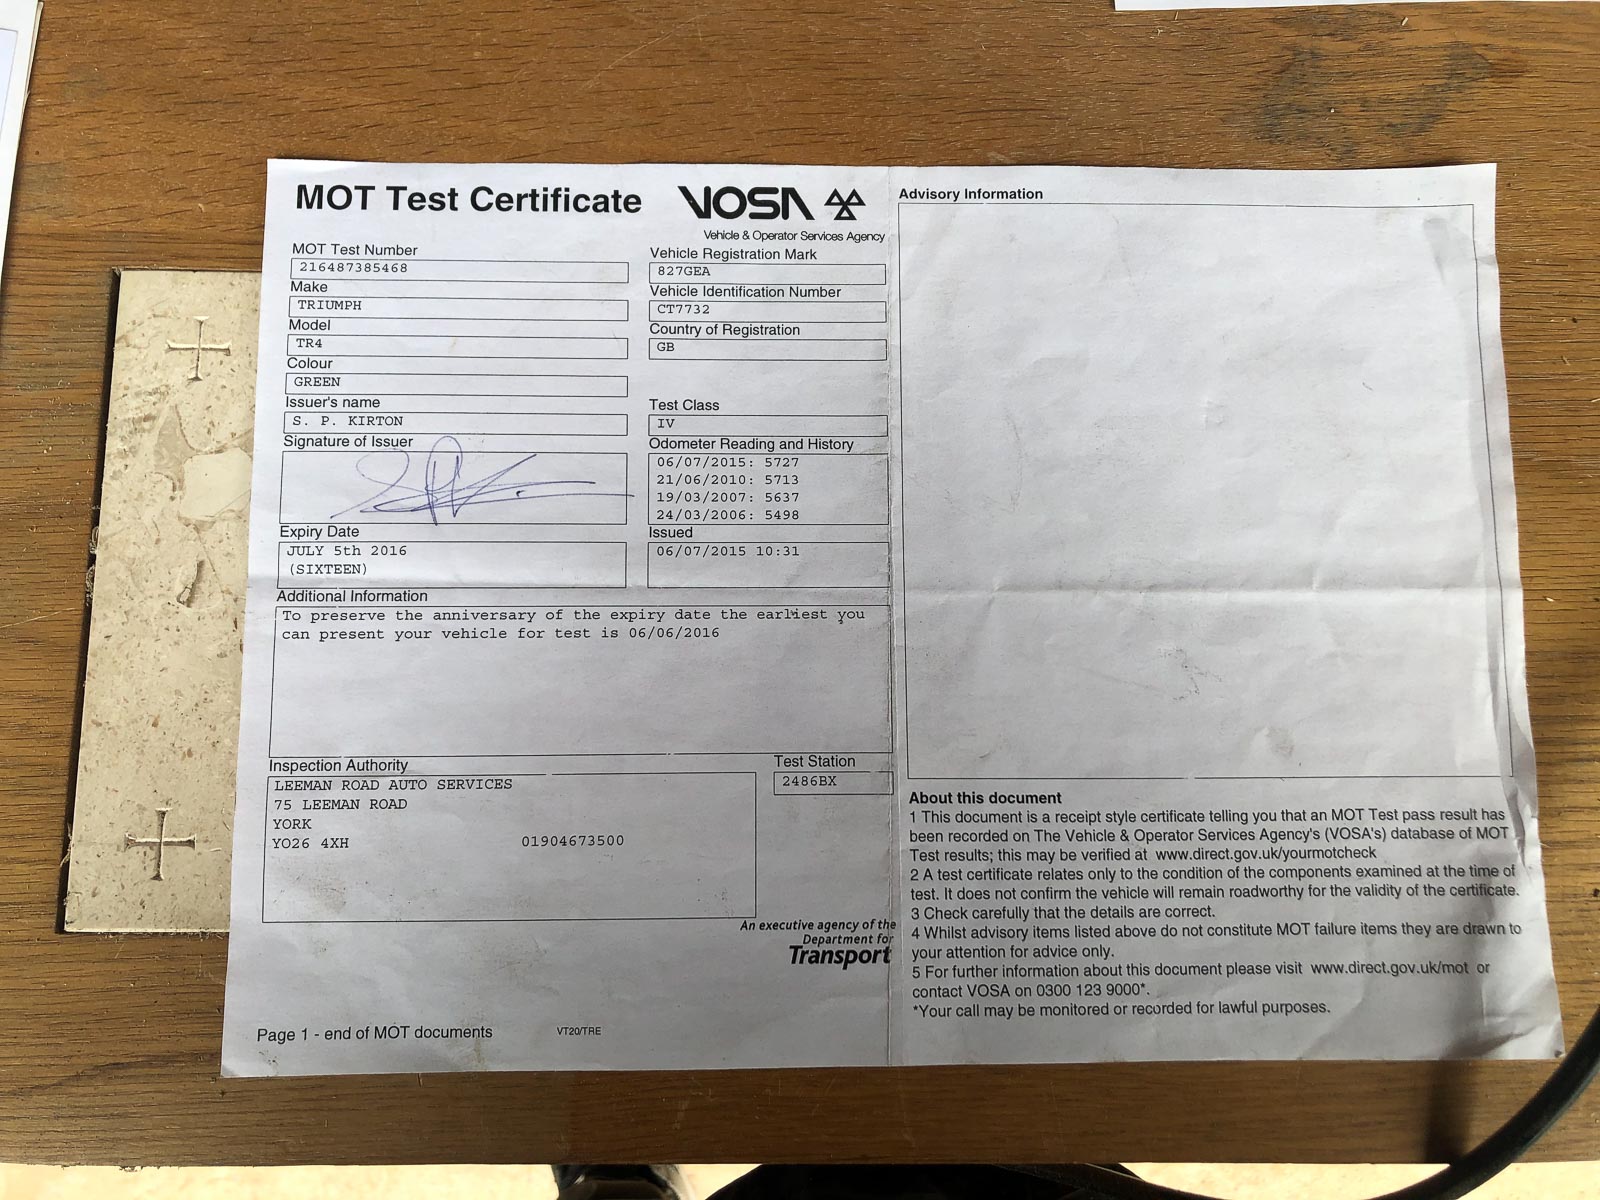 MOT Test Certificate
VOSA
Vehicle & Operator Services Agency
MOT Test Number
216487385468
Make
TRIUMPH
Model
TR4
Colour
GREEN
Issuer's name
S. P. KIRTON
Signature of Issuer
Expiry Date
JULY 5th 2016
(SIXTEEN)
Vehicle Registration Mark
827GEA
Vehicle Identification Number
CT7732
Country of Registration
GB
Test Class
IV
Odometer Reading and History
06/07/2015: 5727
21/06/2010: 5713
19/03/2007: 5637
24/03/2006: 5498
Issued
06/07/2015 10:31
Additional Information
To preserve the anniversary of the expiry date the earliest you
can present your vehicle for test is 06/06/2016
Inspection Authority
LEEMAN ROAD AUTO SERVICES
75 LEEMAN ROAD
YORK
YO26 4XH 01904673500
Test Station
2486BX
An executive agency of the
Department for
Transport
Page 1 - end of MOT documents VT20/TRE
Advisory Information
About this document
1 This document is a receipt style certificate telling you that an MOT Test pass result has
been recorded on The Vehicle & Operator Services Agency's (VOSA's) database of MOT
Test results; this may be verified at www.direct.gov.uk/yourmotcheck
2 A test certificate relates only to the condition of the components examined at the time of
test. It does not confirm the vehicle will remain roadworthy for the validity of the certificate.
3 Check carefully that the details are correct.
4 Whilst advisory items listed above do not constitute MOT failure items they are drawn to
your attention for advice only.
5 For further information about this document please visit www.direct.gov.uk/mot or
contact VOSA on 0300 123 9000*.
*Your call may be monitored or recorded for lawful purposes.